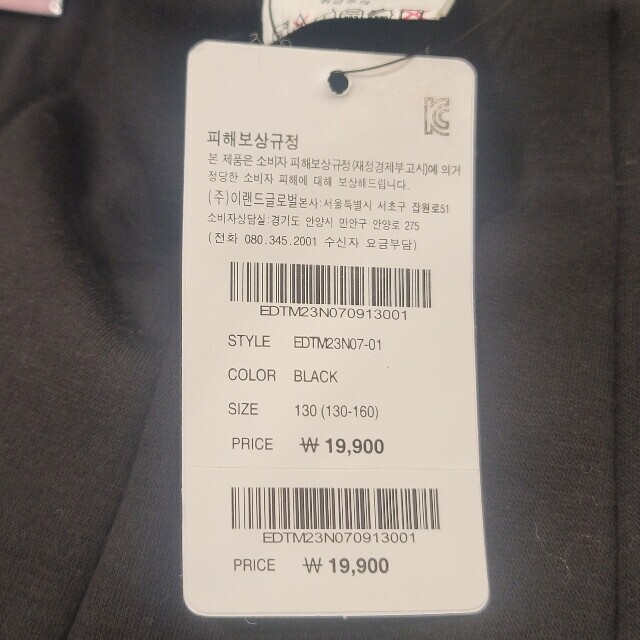 KC
피해보상규정
본 제품은 소비자 피해보상규정(재정경제부고시)에 의거
정당한 소비자 피해에 대해 보상해드립니다.
(주)이랜드글로벌본사:서울특별시 서초구 잠원로51
소비자상담실:경기도 안양시 만안구 안양로 275
(전화 080.345.2001 수신자 요금부담)
EDTM23N070913001
STYLE EDTM23N07-01
COLOR BLACK
SIZE 130 (130-160)
PRICE ₩ 19,900
EDTM23N070913001
PRICE ₩ 19,900